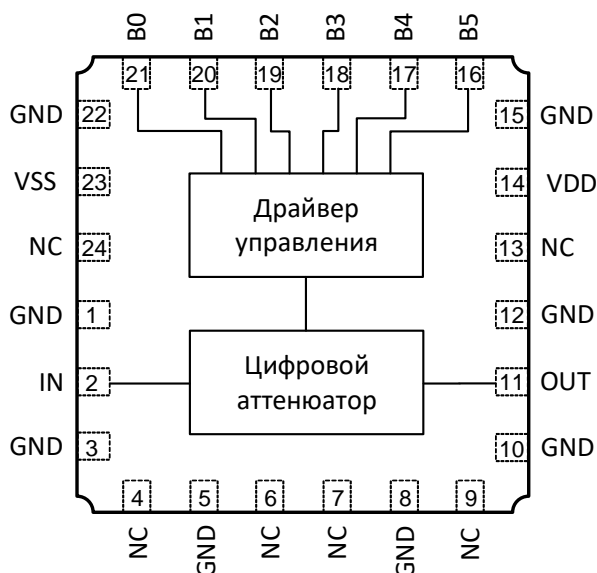 B0 B1 B2 B3 B4 B5
21 20 19 18 17 16
GND 22 15 GND
VSS 23 14 VDD
Драйвер
управления
NC 24 13 NC
GND 1 12 GND
IN 2 11 OUT
Цифровой
аттенюатор
GND 3 10 GND
4 5 6 7 8 9
NC GND NC NC GND NC